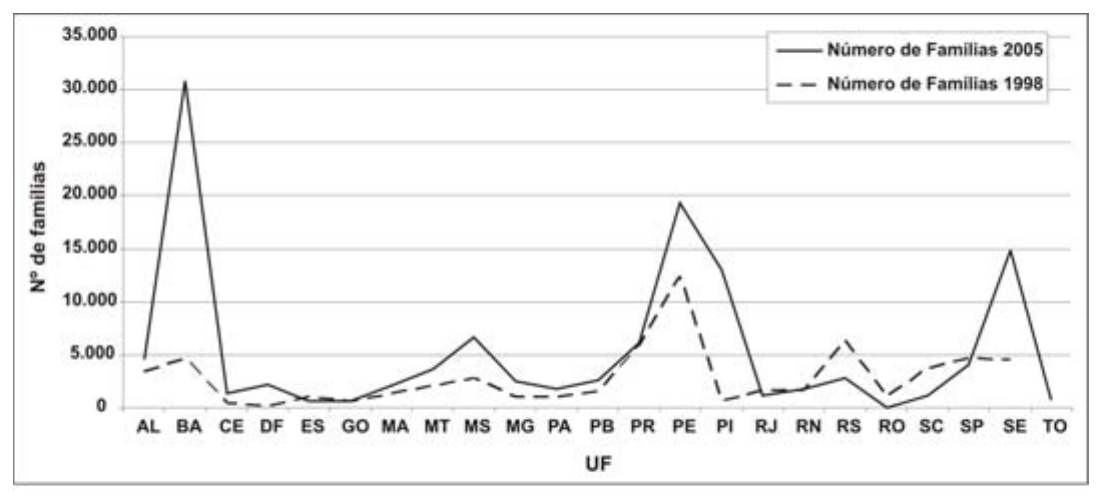 35.000
30.000
25.000
20.000
15.000
10.000
5.000
0
Nº de famílias
Número de Famílias 2005
Número de Famílias 1998
AL BA CE DF ES GO MA MT MS MG PA PB PR PE PI RJ RN RS RO SC SP SE TO
UF